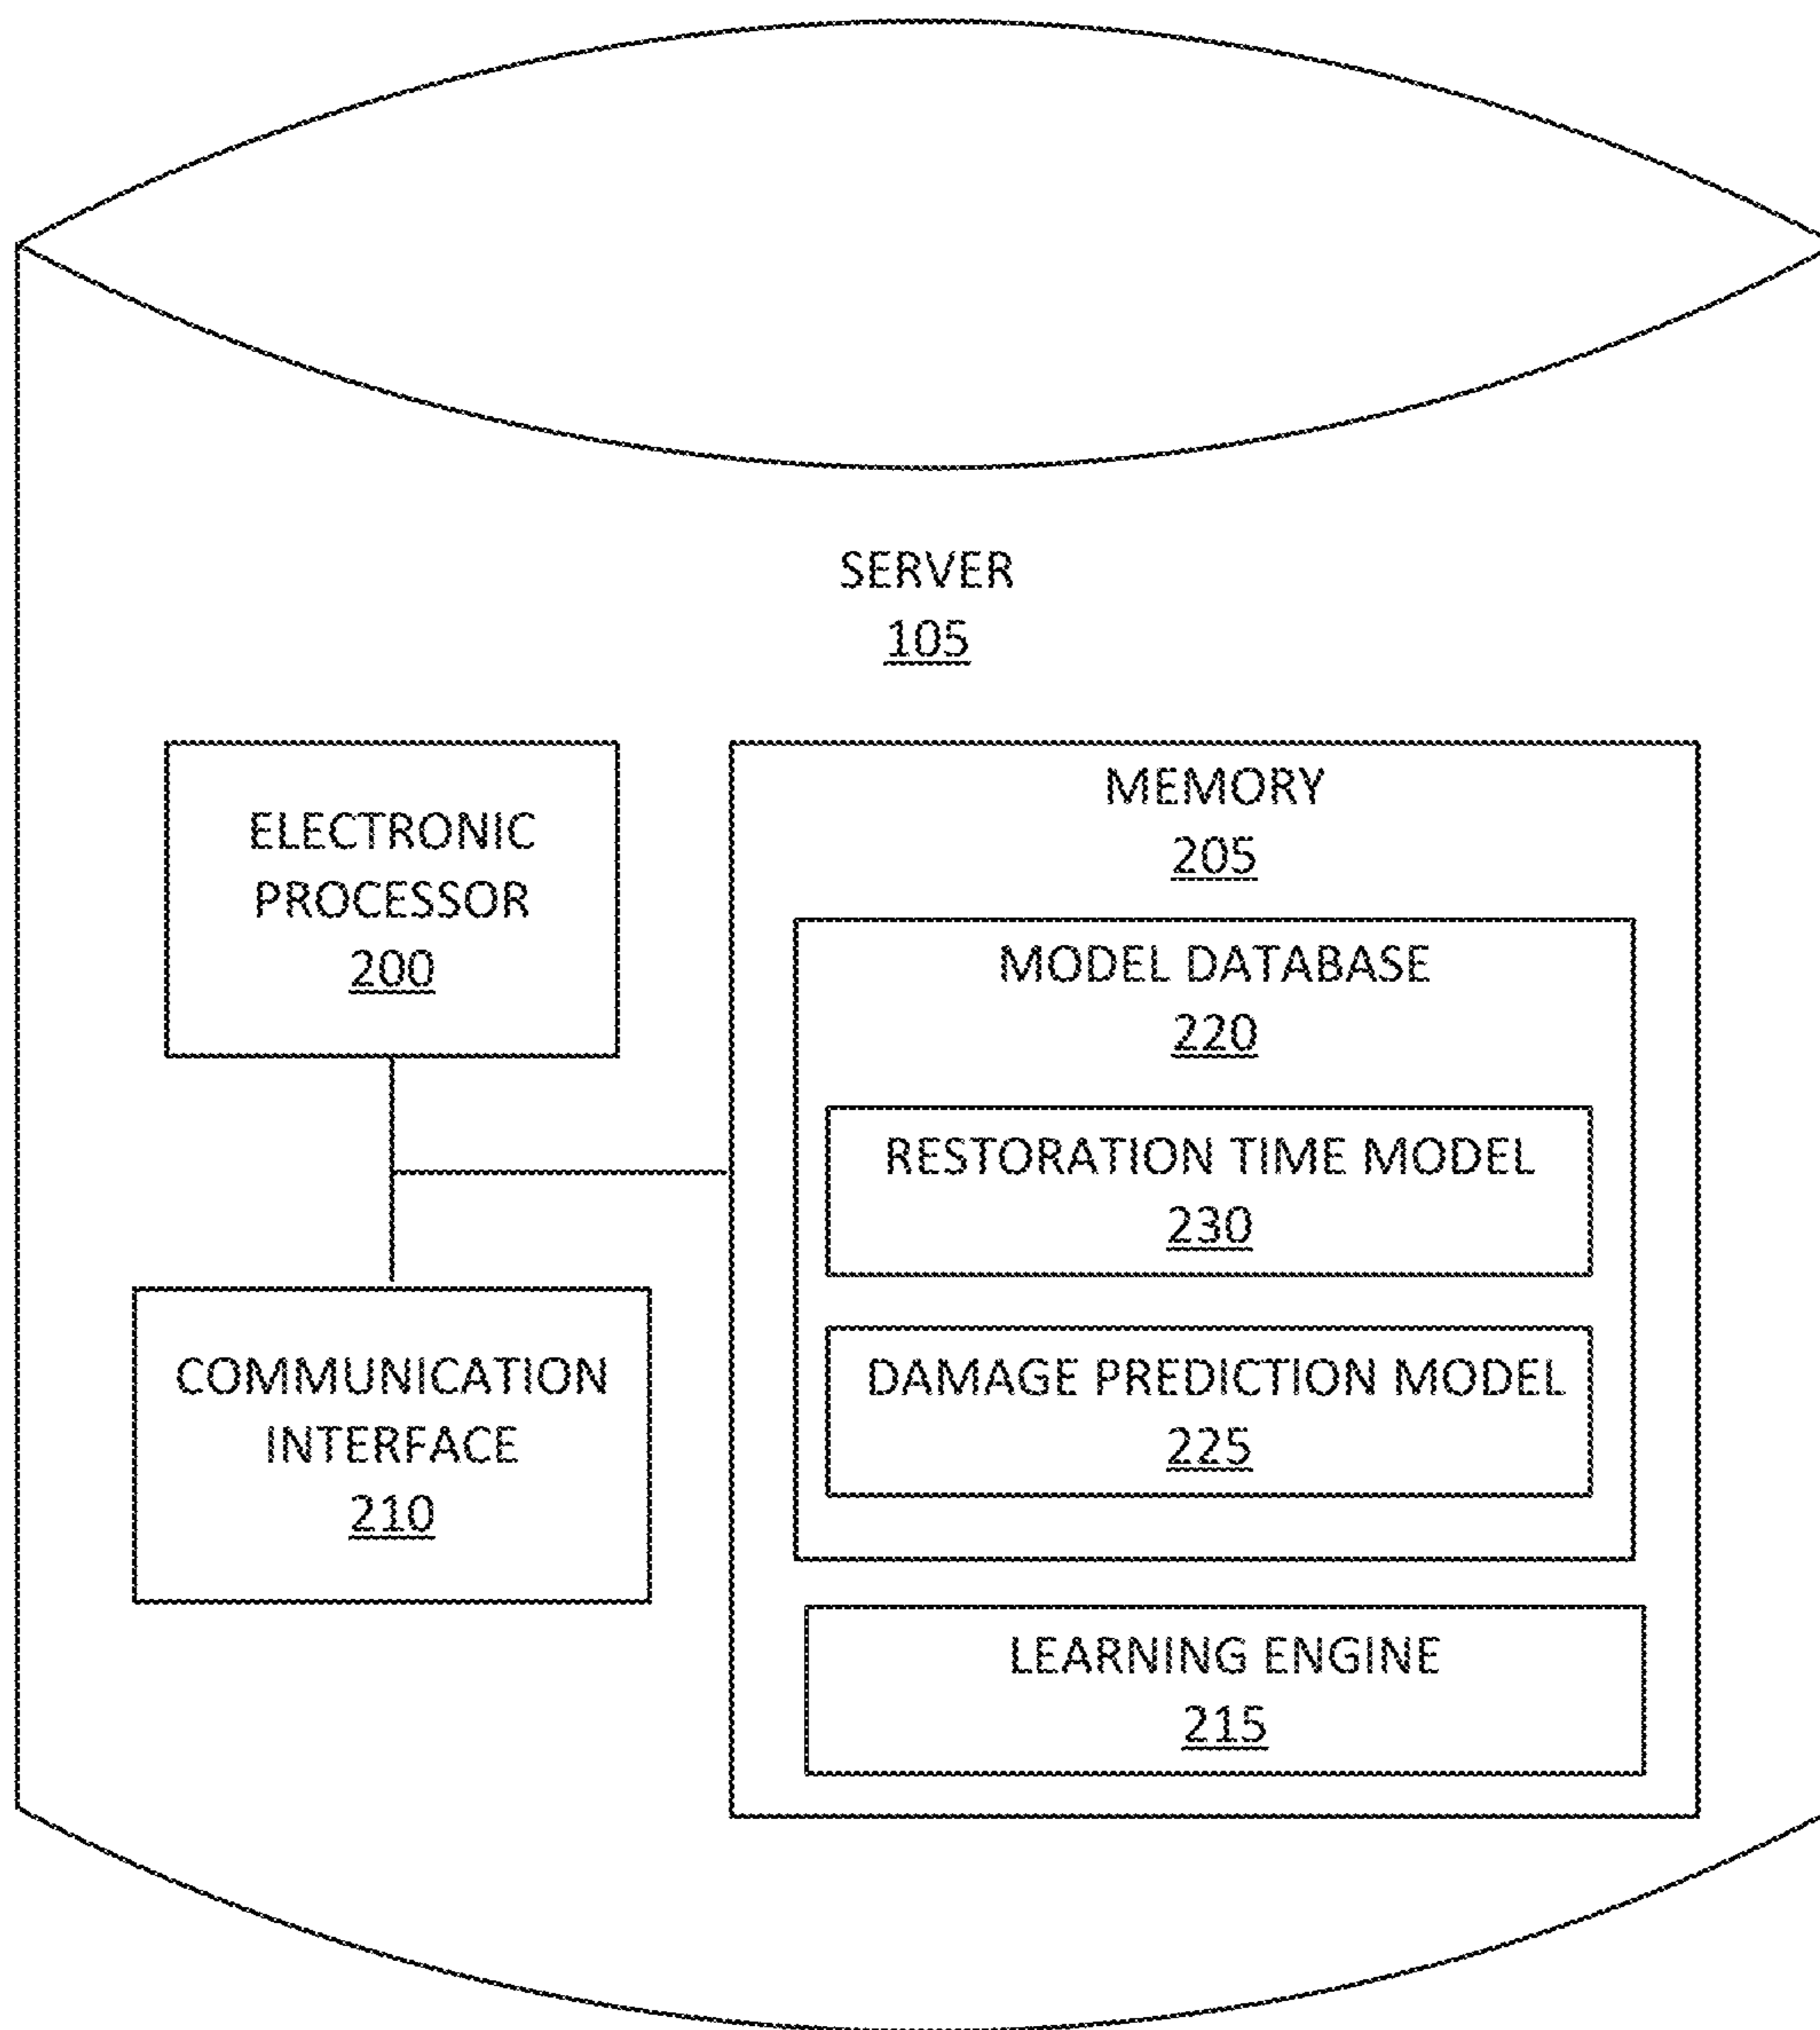 SERVER
105
ELECTRONIC
PROCESSOR
200
COMMUNICATION
INTERFACE
210
MEMORY
205
MODEL DATABASE
220
RESTORATION TIME MODEL
230
DAMAGE PREDICTION MODEL
225
LEARNING ENGINE
215